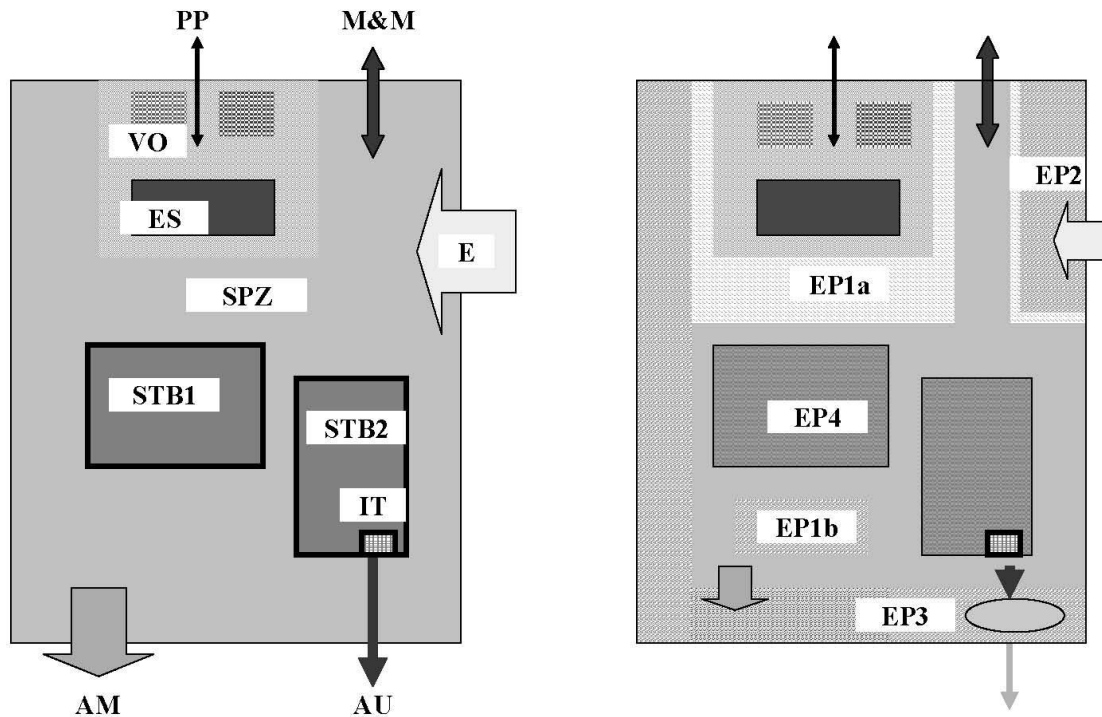 PP
M&M
VO
ES
E
SPZ
STB1
STB2
IT
AM
AU
EP2
EP1a
EP4
EP1b
EP3